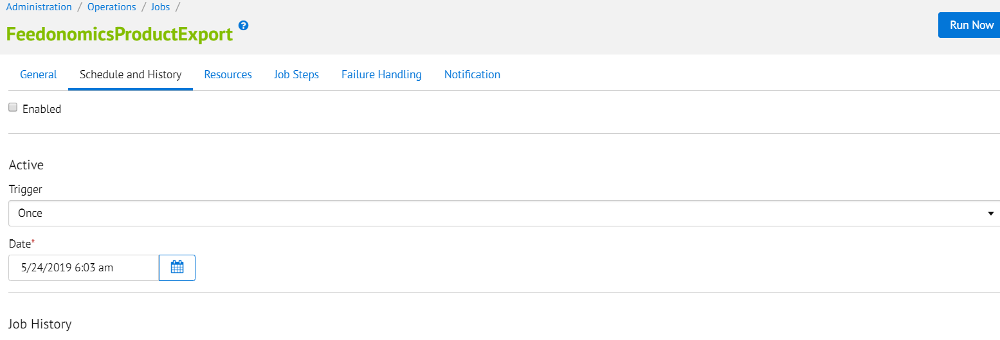 Administration / Operations / Jobs /
FeedonomicsProductExport ?
Run Now
General Schedule and History Resources Job Steps Failure Handling Notification
Enabled
Active
Trigger
Once
Date*
5/24/2019 6:03 am
Job History